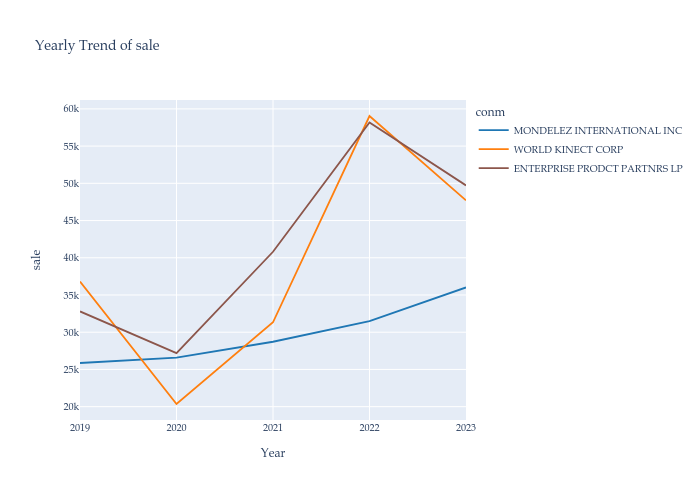 Yearly Trend of sale
conm
MONDELEZ INTERNATIONAL INC
WORLD KINECT CORP
ENTERPRISE PRODCT PARTNRS LP
sale
60k
55k
50k
45k
40k
35k
30k
25k
20k
2019 2020 2021 2022 2023
Year